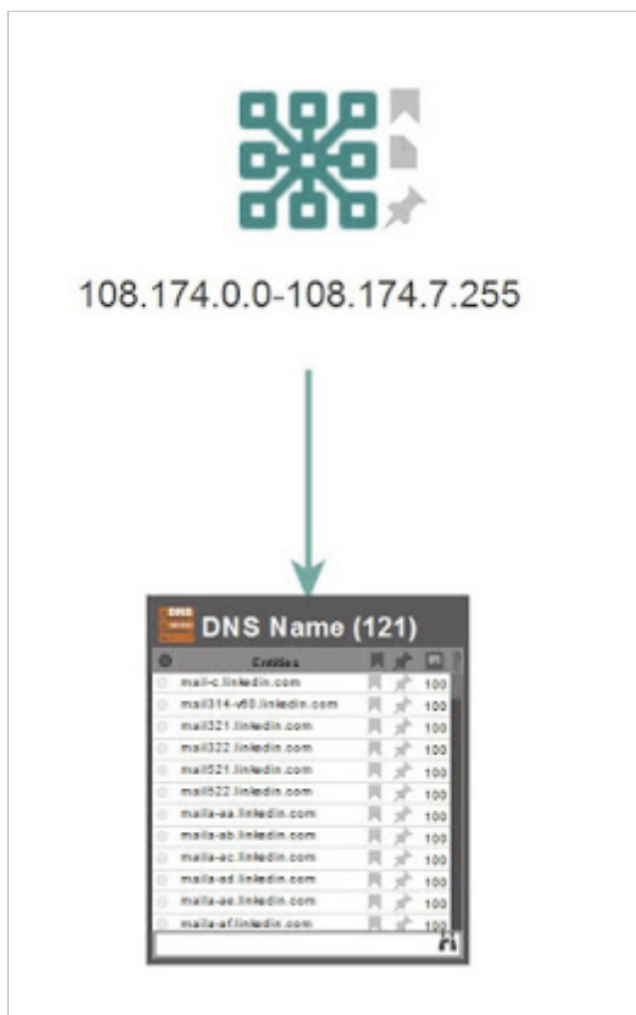 108.174.0.0-108.174.7.255
DNS
DNS Name (121)
Entities
mail-c.linkedin.com 100
mail314-v60.linkedin.com 100
mail321.linkedin.com 100
mail322.linkedin.com 100
mail521.linkedin.com 100
mail522.linkedin.com 100
maila-aa.linkedin.com 100
maila-ab.linkedin.com 100
maila-ac.linkedin.com 100
maila-ad.linkedin.com 100
maila-ae.linkedin.com 100
maila-af.linkedin.com 100